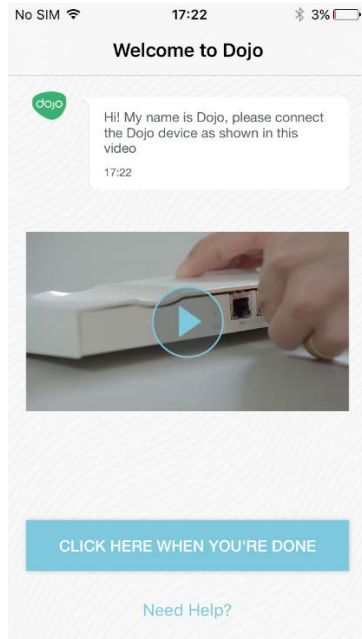 No SIM 17:22 3%
Welcome to Dojo
dojo
Hi! My name is Dojo, please connect
the Dojo device as shown in this
video
17:22
CLICK HERE WHEN YOU'RE DONE
Need Help?